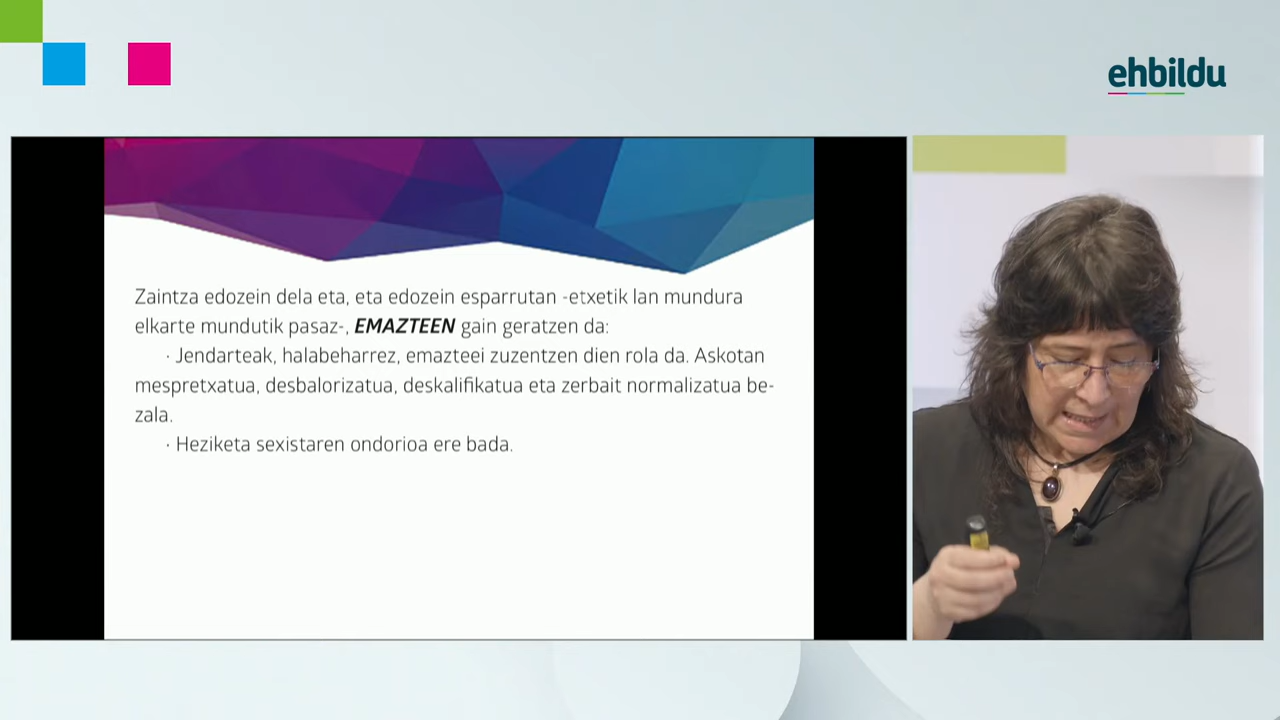 ehbildu
Zaintza edozein dela eta, eta edozein esparrutan -etxetik lan mundura
elkarte mundutik pasaz-, EMAZTEEN gain geratzen da:
· Jendarteak, halabeharrez, emazteei zuzentzen dien rola da. Askotan
mespretxatua, desbalorizatua, deskalifikatua eta zerbait normalizatua be-
zala.
· Heziketa sexistaren ondorioa ere bada.